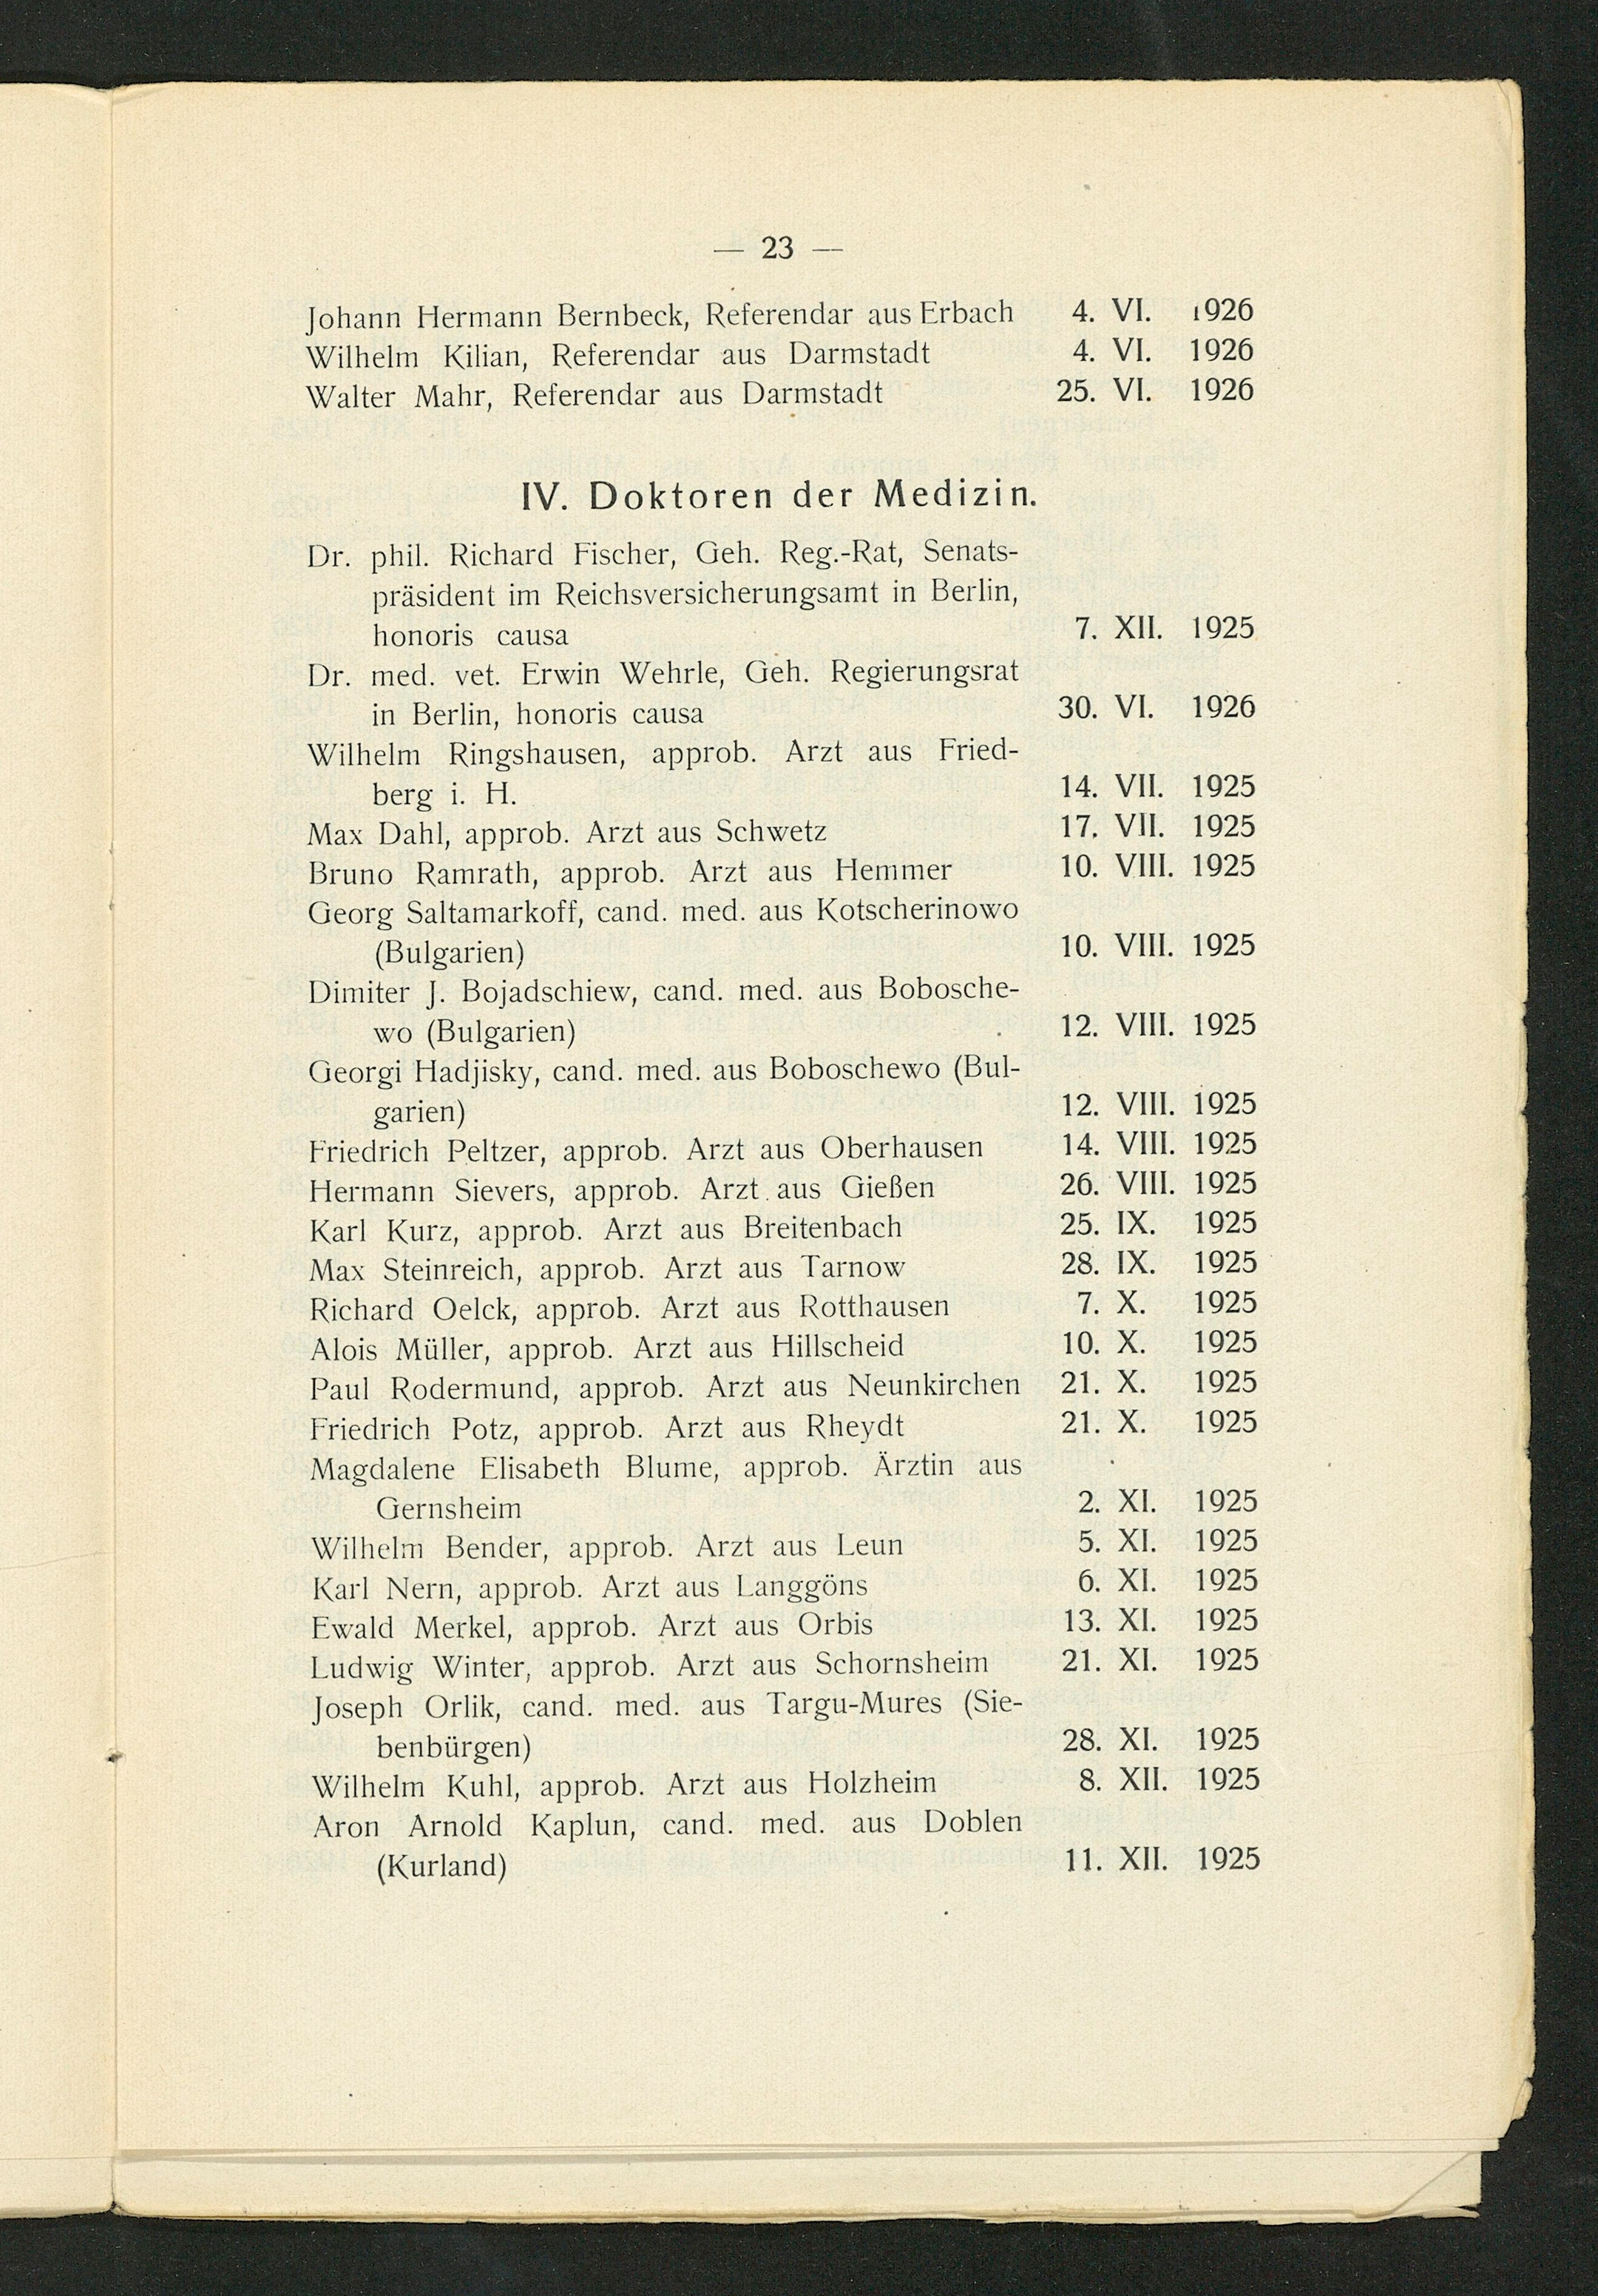 — 23 —
Johann Hermann Bernbeck, Referendar aus Erbach 4. VI. 1926
Wilhelm Kilian, Referendar aus Darmstadt 4. VI. 1926
Walter Mahr, Referendar aus Darmstadt 25. VI. 1926
IV. Doktoren der Medizin.
Dr. phil. Richard Fischer, Geh. Reg.-Rat, Senats-
präsident im Reichsversicherungsamt in Berlin,
honoris causa 7. XII. 1925
Dr. med. vet. Erwin Wehrle, Geh. Regierungsrat
in Berlin, honoris causa 30. VI. 1926
Wilhelm Ringshausen, approb. Arzt aus Fried-
berg i. H. 14. VII. 1925
Max Dahl, approb. Arzt aus Schwetz 17. VII. 1925
Bruno Ramrath, approb. Arzt aus Hemmer 10. VIII. 1925
Georg Saltamarkoff, cand. med. aus Kotscherinowo
(Bulgarien) 10. VIII. 1925
Dimiter J. Bojadschiew, cand. med. aus Bobosche-
wo (Bulgarien) 12. VIII. 1925
Georgi Hadjisky, cand. med. aus Boboschewo (Bul-
garien) 12. VIII. 1925
Friedrich Peltzer, approb. Arzt aus Oberhausen 14. VIII. 1925
Hermann Sievers, approb. Arzt aus Gießen 26. VIII. 1925
Karl Kurz, approb. Arzt aus Breitenbach 25. IX. 1925
Max Steinreich, approb. Arzt aus Tarnow 28. IX. 1925
Richard Oelck, approb. Arzt aus Rotthausen 7. X. 1925
Alois Müller, approb. Arzt aus Hillscheid 10. X. 1925
Paul Rodermund, approb. Arzt aus Neunkirchen 21. X. 1925
Friedrich Potz, approb. Arzt aus Rheydt 21. X. 1925
Magdalene Elisabeth Blume, approb. Ärztin aus
Gernsheim 2. XI. 1925
Wilhelm Bender, approb. Arzt aus Leun 5. XI. 1925
Karl Nern, approb. Arzt aus Langgöns 6. XI. 1925
Ewald Merkel, approb. Arzt aus Orbis 13. XI. 1925
Ludwig Winter, approb. Arzt aus Schornsheim 21. XI. 1925
Joseph Orlik, cand. med. aus Targu-Mures (Sie-
benbürgen) 28. XI. 1925
Wilhelm Kuhl, approb. Arzt aus Holzheim 8. XII. 1925
Aron Arnold Kaplun, cand. med. aus Doblen
(Kurland) 11. XII. 1925